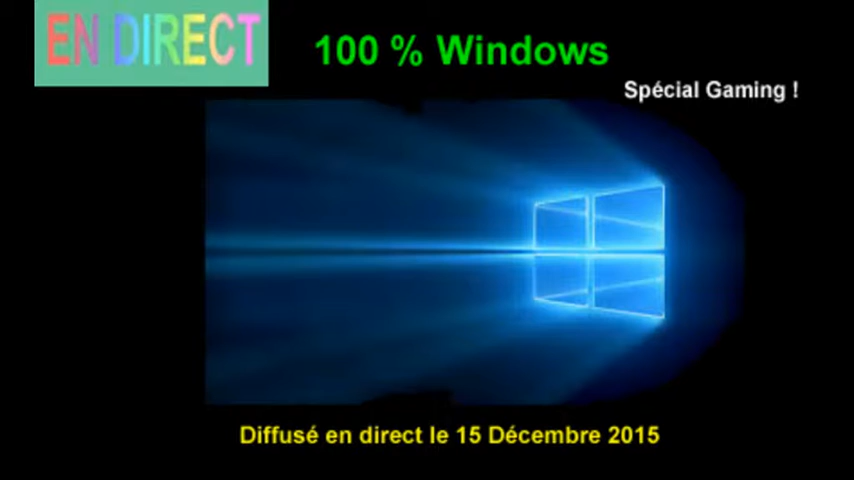 EN DIRECT
100 % Windows
Spécial Gaming !
Diffusé en direct le 15 Décembre 2015